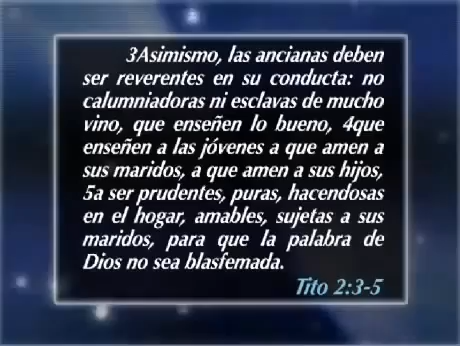 3Asimismo, las ancianas deben
ser reverentes en su conducta: no
calumniadoras ni esclavas de mucho
vino, que enseñen lo bueno, 4que
enseñen a las jóvenes a que amen a
sus maridos, a que amen a sus hijos,
5a ser prudentes, puras, hacendosas
en el hogar, amables, sujetas a sus
maridos, para que la palabra de
Dios no sea blasfemada.
Tito 2:3-5